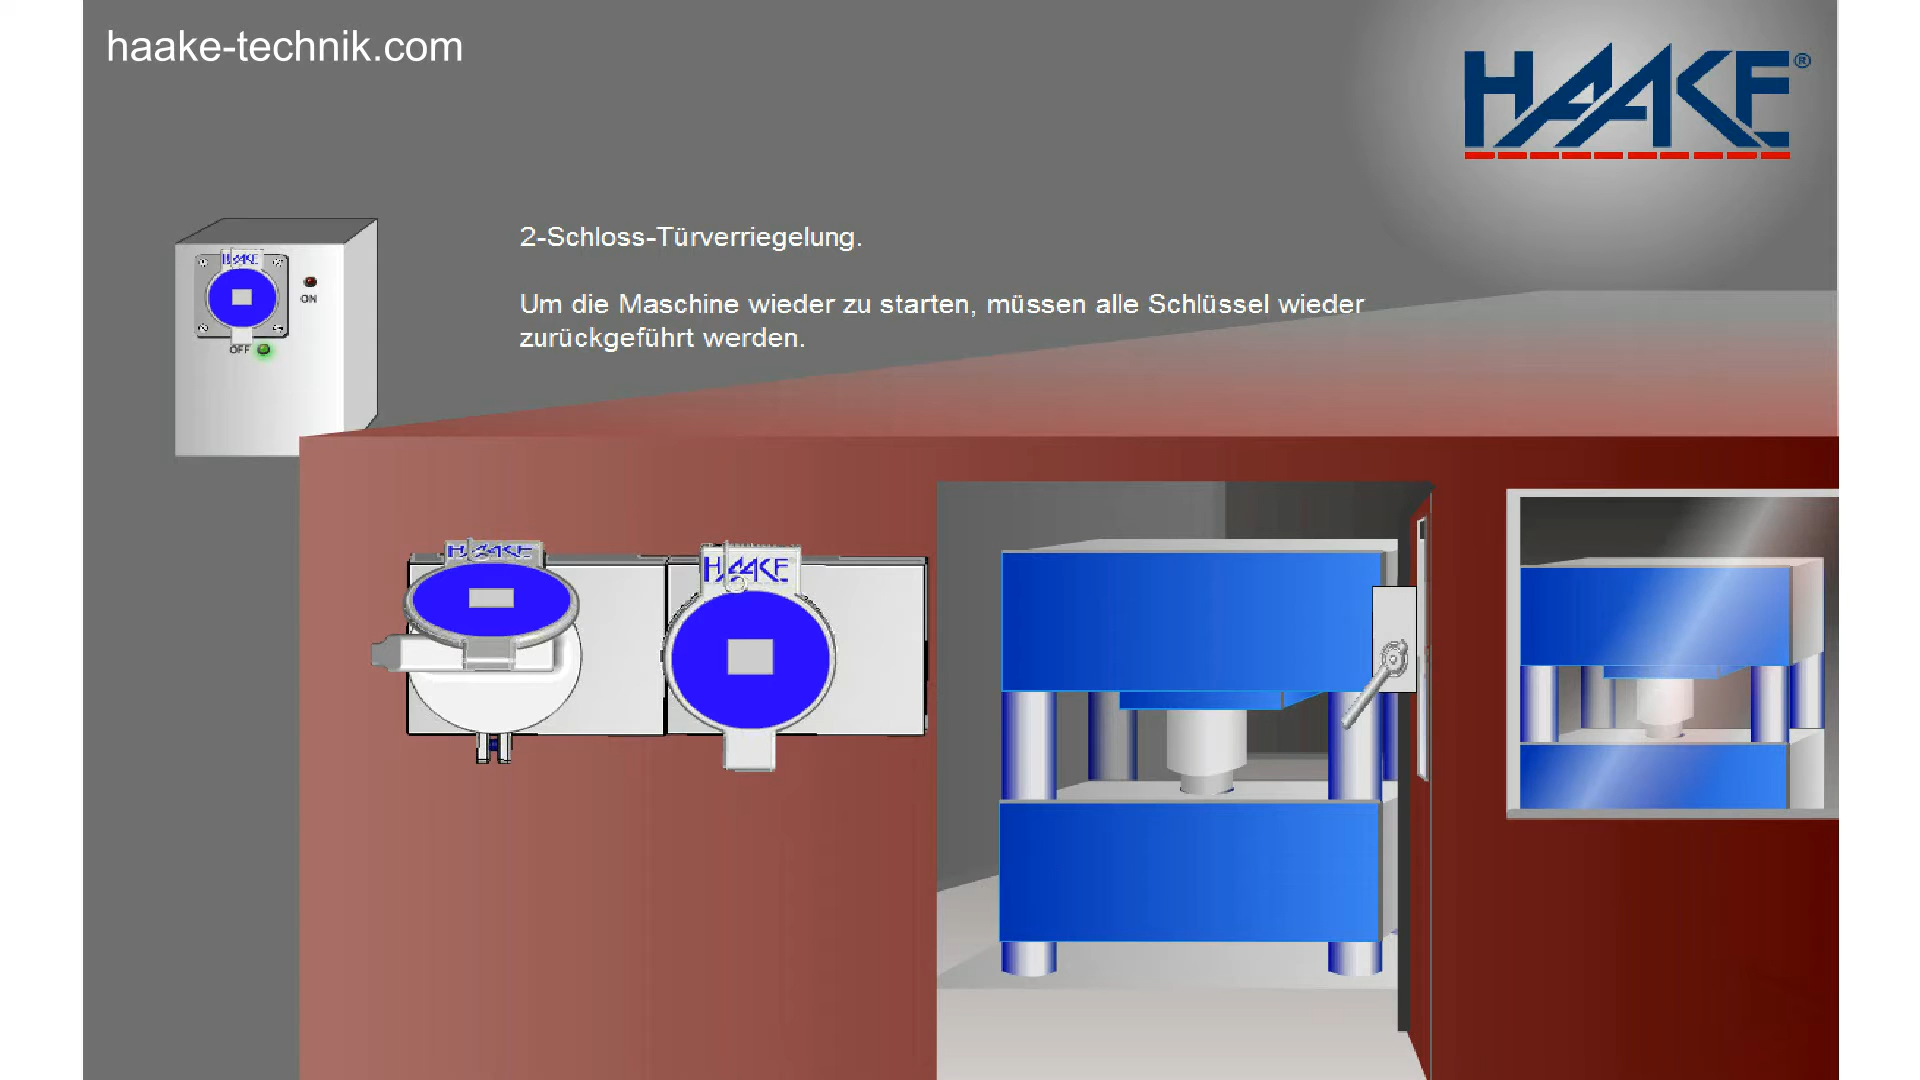 haake-technik.com
HAAKE®
2-Schloss-Türverriegelung.
Um die Maschine wieder zu starten, müssen alle Schlüssel wieder
zurückgeführt werden.
HAAKE
ON
OFF
HAAKE
HAAKE